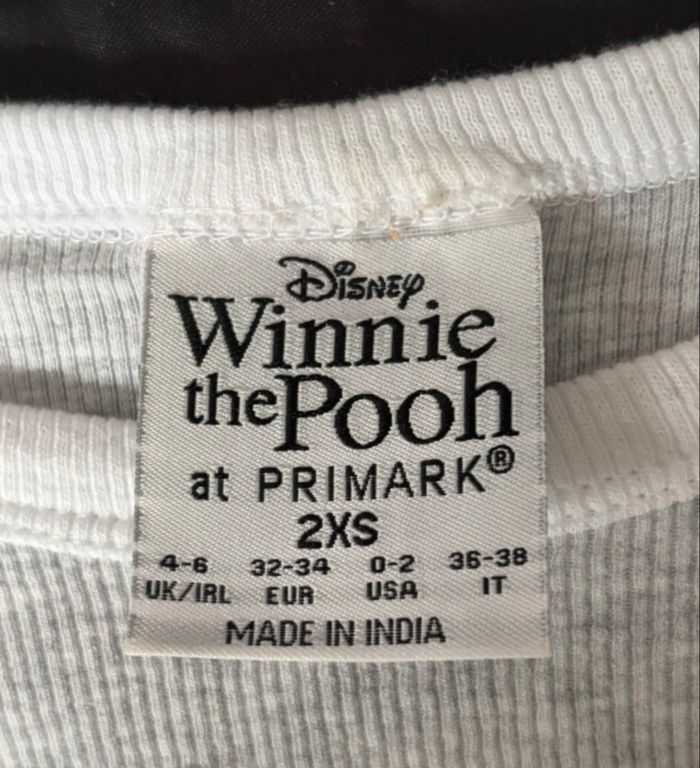 Disney
Winnie
the Pooh
at PRIMARK®
2XS
4-6 32-34 0-2 36-38
UK/IRL EUR USA IT
MADE IN INDIA